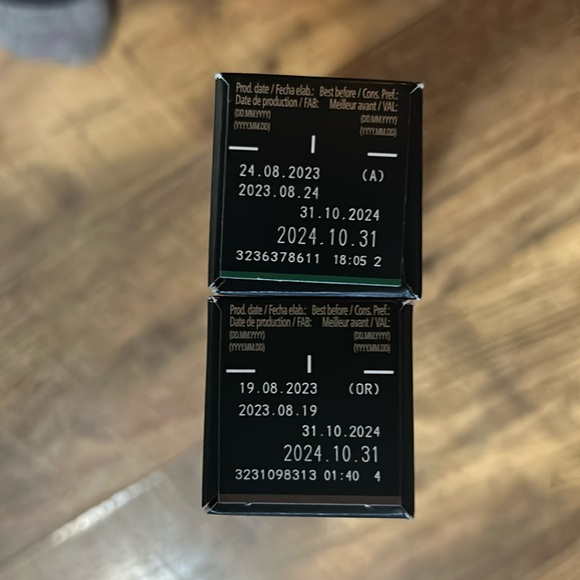 Prod. date / Fecha elab.: Best before / Cons. Pref.:
Date de production / FAB: Meilleur avant / VAL:
(DD.MM.YYYY) (DD.MM.YYYY)
(YYYY.MM.DD) (YYYY.MM.DD)
24.08.2023 (A)
2023.08.24
31.10.2024
2024.10.31
3236378611 18:05 2
Prod. date / Fecha elab.: Best before / Cons. Pref.:
Date de production / FAB: Meilleur avant / VAL:
(DD.MM.YYYY) (DD.MM.YYYY)
(YYYY.MM.DD) (YYYY.MM.DD)
19.08.2023 (OR)
2023.08.19
31.10.2024
2024.10.31
3231098313 01:40 4